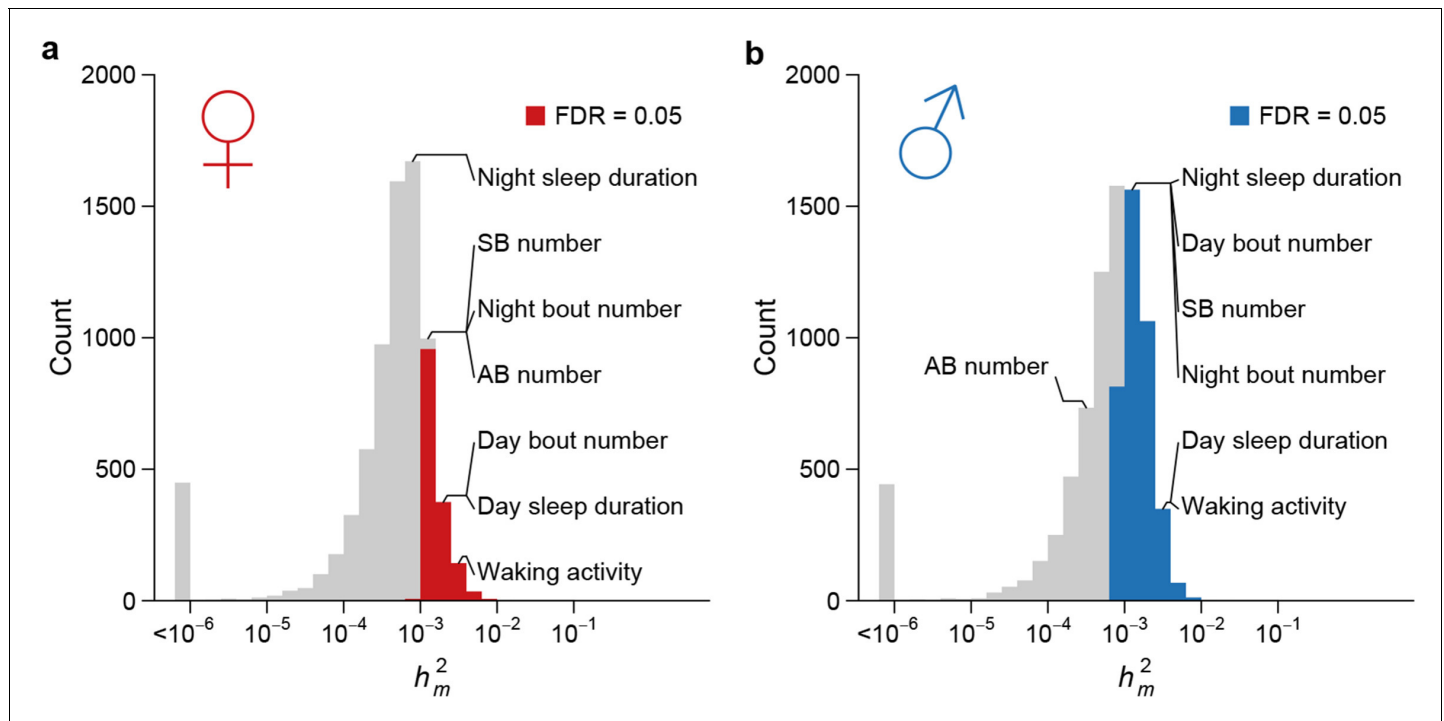 a
2000
1500
1000
500
0
Count
FDR = 0.05
Night sleep duration
SB number
Night bout number
AB number
Day bout number
Day sleep duration
Waking activity
<10⁻⁶ 10⁻⁵ 10⁻⁴ 10⁻³ 10⁻² 10⁻¹
h²ₘ
b
2000
1500
1000
500
0
Count
FDR = 0.05
Night sleep duration
Day bout number
SB number
AB number
Night bout number
Day sleep duration
Waking activity
<10⁻⁶ 10⁻⁵ 10⁻⁴ 10⁻³ 10⁻² 10⁻¹
h²ₘ